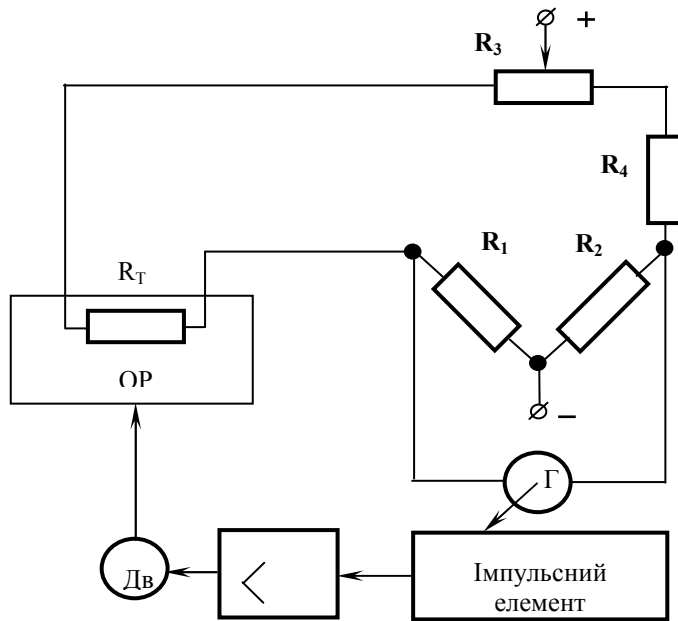 R3
+
R4
R1
R2
RT
ОР
–
Г
Дв
Імпульсний
елемент